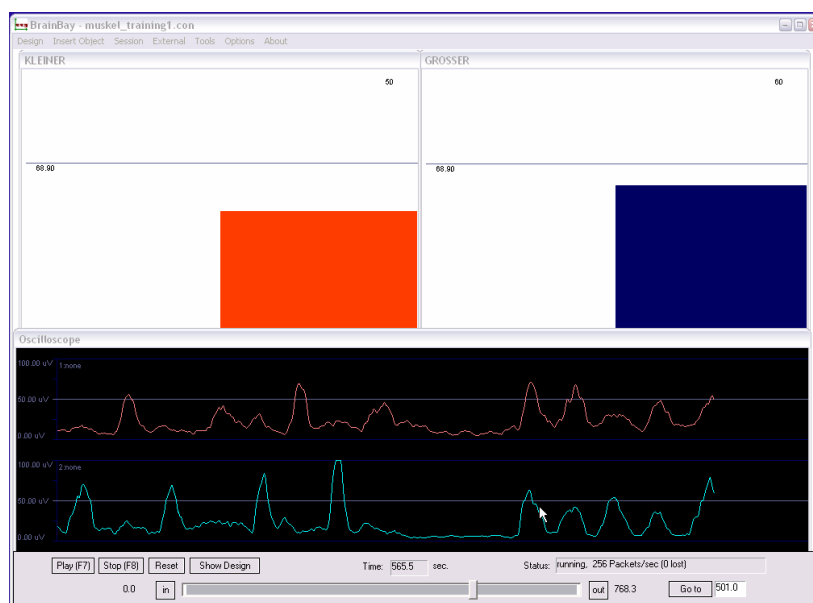 BrainBay - muskel_training1.con
Design Insert Object Session External Tools Options About
KLEINER
50
68.90
GROSSER
60
68.90
Oscilloscope
100.00 uV
1:none
50.00 uV
0.00 uV
100.00 uV
2:none
50.00 uV
0.00 uV
Play (F7) Stop (F8) Reset Show Design Time: 565.5 sec. Status: running, 256 Packets/sec (0 lost)
0.0 in out 768.3 Go to 501.0